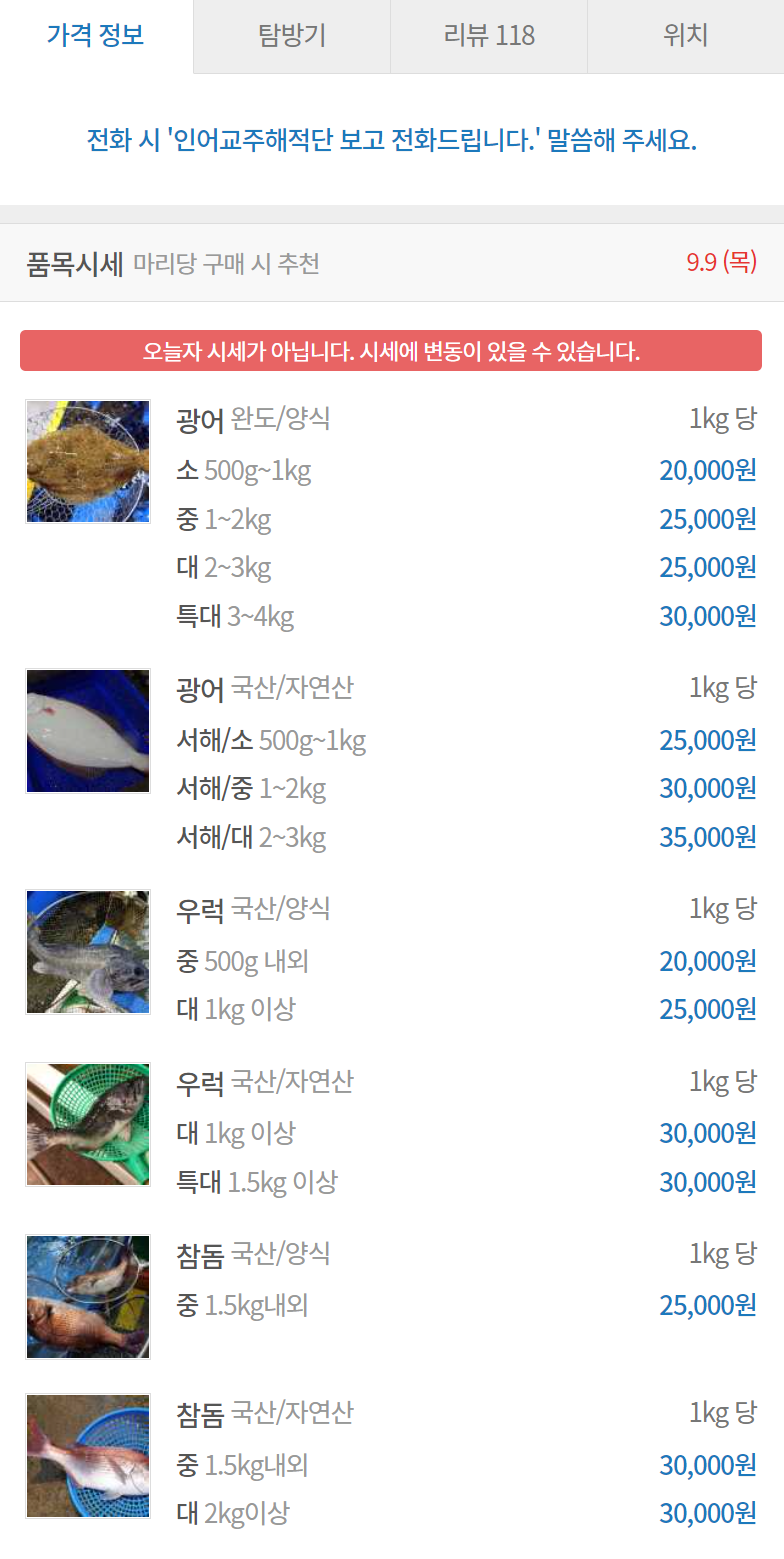 가격 정보 탐방기 리뷰 118 위치
전화 시 '인어교주해적단 보고 전화드립니다.' 말씀해 주세요.
품목시세 마리당 구매 시 추천 9.9 (목)
오늘자 시세가 아닙니다. 시세에 변동이 있을 수 있습니다.
광어 완도/양식 1kg 당
소 500g~1kg 20,000원
중 1~2kg 25,000원
대 2~3kg 25,000원
특대 3~4kg 30,000원
광어 국산/자연산 1kg 당
서해/소 500g~1kg 25,000원
서해/중 1~2kg 30,000원
서해/대 2~3kg 35,000원
우럭 국산/양식 1kg 당
중 500g 내외 20,000원
대 1kg 이상 25,000원
우럭 국산/자연산 1kg 당
대 1kg 이상 30,000원
특대 1.5kg 이상 30,000원
참돔 국산/양식 1kg 당
중 1.5kg내외 25,000원
참돔 국산/자연산 1kg 당
중 1.5kg내외 30,000원
대 2kg이상 30,000원